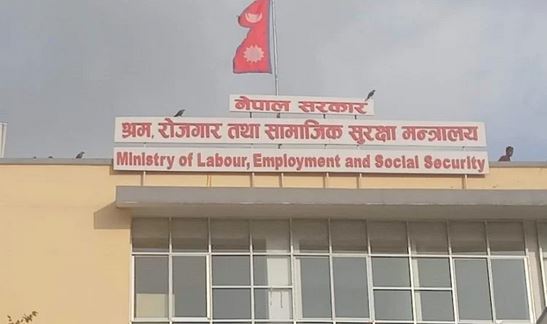 नेपाल सरकार
श्रम, रोजगार तथा सामाजिक सुरक्षा मन्त्रालय
Ministry of Labour, Employment and Social Security